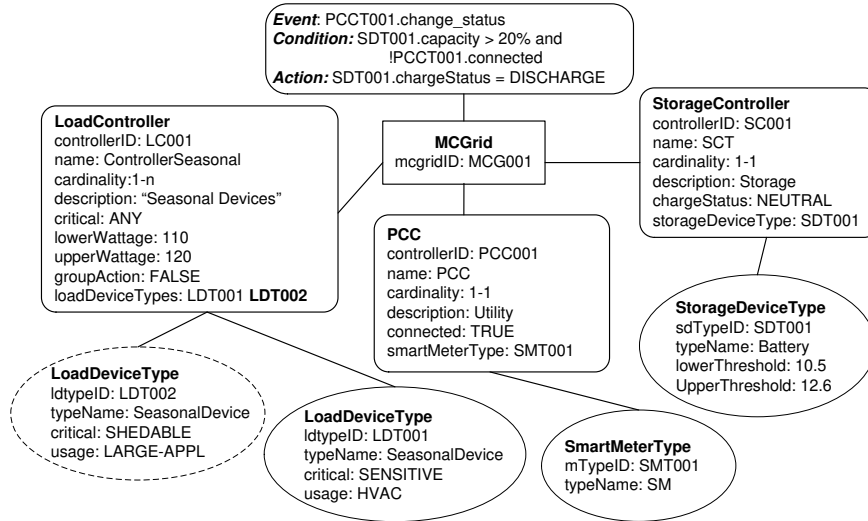 Event: PCCT001.change_status
Condition: SDT001.capacity > 20% and
!PCCT001.connected
Action: SDT001.chargeStatus = DISCHARGE
LoadController
controllerID: LC001
name: ControllerSeasonal
cardinality:1-n
description: “Seasonal Devices”
critical: ANY
lowerWattage: 110
upperWattage: 120
groupAction: FALSE
loadDeviceTypes: LDT001 LDT002
MCGrid
mcgridID: MCG001
StorageController
controllerID: SC001
name: SCT
cardinality: 1-1
description: Storage
chargeStatus: NEUTRAL
storageDeviceType: SDT001
PCC
controllerID: PCC001
name: PCC
cardinality: 1-1
description: Utility
connected: TRUE
smartMeterType: SMT001
StorageDeviceType
sdTypeID: SDT001
typeName: Battery
lowerThreshold: 10.5
UpperThreshold: 12.6
LoadDeviceType
ldtypeID: LDT002
typeName: SeasonalDevice
critical: SHEDABLE
usage: LARGE-APPL
LoadDeviceType
ldtypeID: LDT001
typeName: SeasonalDevice
critical: SENSITIVE
usage: HVAC
SmartMeterType
mTypeID: SMT001
typeName: SM